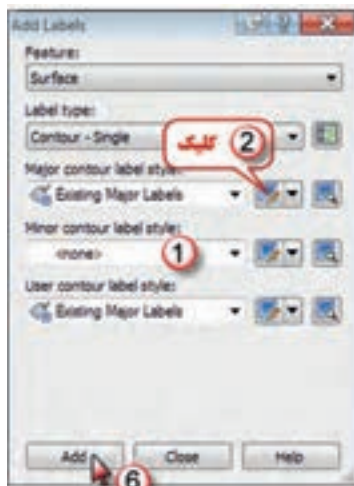 Add Labels
Feature:
Surface
Label type:
Contour - Single
کلیک 2
Major contour label style:
Existing Major Labels
Minor contour label style:
<none> 1
User contour label style:
Existing Major Labels
Add Close Help
6